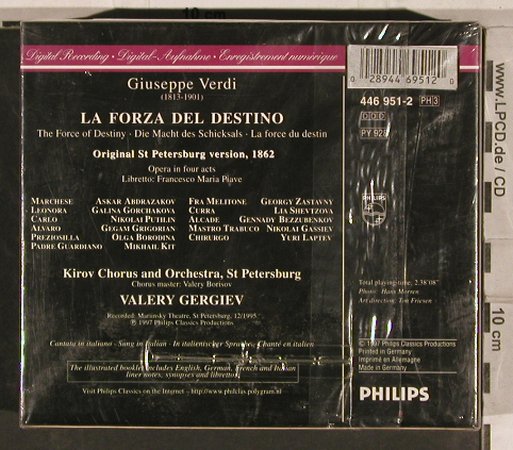 10 cm
Digital Recording · Digital-Aufnahme · Enregistrement numérique
Giuseppe Verdi
(1813-1901)
LA FORZA DEL DESTINO
The Force of Destiny · Die Macht des Schicksals · La force du destin
Original St Petersburg version, 1862
Opera in four acts
Libretto: Francesco Maria Piave
MARCHESE ASKAR ABDRAZAKOV FRA MELITONE GEORGY ZASTAVNY
LEONORA GALINA GORCHAKOVA CURRA LIA SHEVTZOVA
CARLO NIKOLAI PUTILIN ALCADE GENNADY BEZZUBENKOV
ALVARO GEGAM GRIGORIAN MASTRO TRABUCO NIKOLAI GASSIEV
PREZIOSILLA OLGA BORODINA CHIRURGO YURI LAPTEV
PADRE GUARDIANO MIKHAIL KIT
Kirov Chorus and Orchestra, St Petersburg
Chorus master: Valery Borisov
VALERY GERGIEV
Recorded: Mariinsky Theatre, St Petersburg, 12/1995
℗ 1997 Philips Classics Productions
Cantata in italiano · Sung in Italian · In italienischer Sprache · Chanté en italien
The illustrated booklet includes English, German, French and Italian
liner notes, synopses and librettos
Visit Philips Classics on the Internet – http://www.philclas.polygram.nl
0 28944 69512 0
446 951-2 PH 3
DDD
PY 925
PHILIPS
Total playing time: 2.38'08"
Photo: Hans Morren
Art direction: Ton Friesen
© 1997 Philips Classics Productions
Printed in Germany
Imprimé en Allemagne
Made in Germany
PHILIPS
www.LPCD.de / CD
10 cm